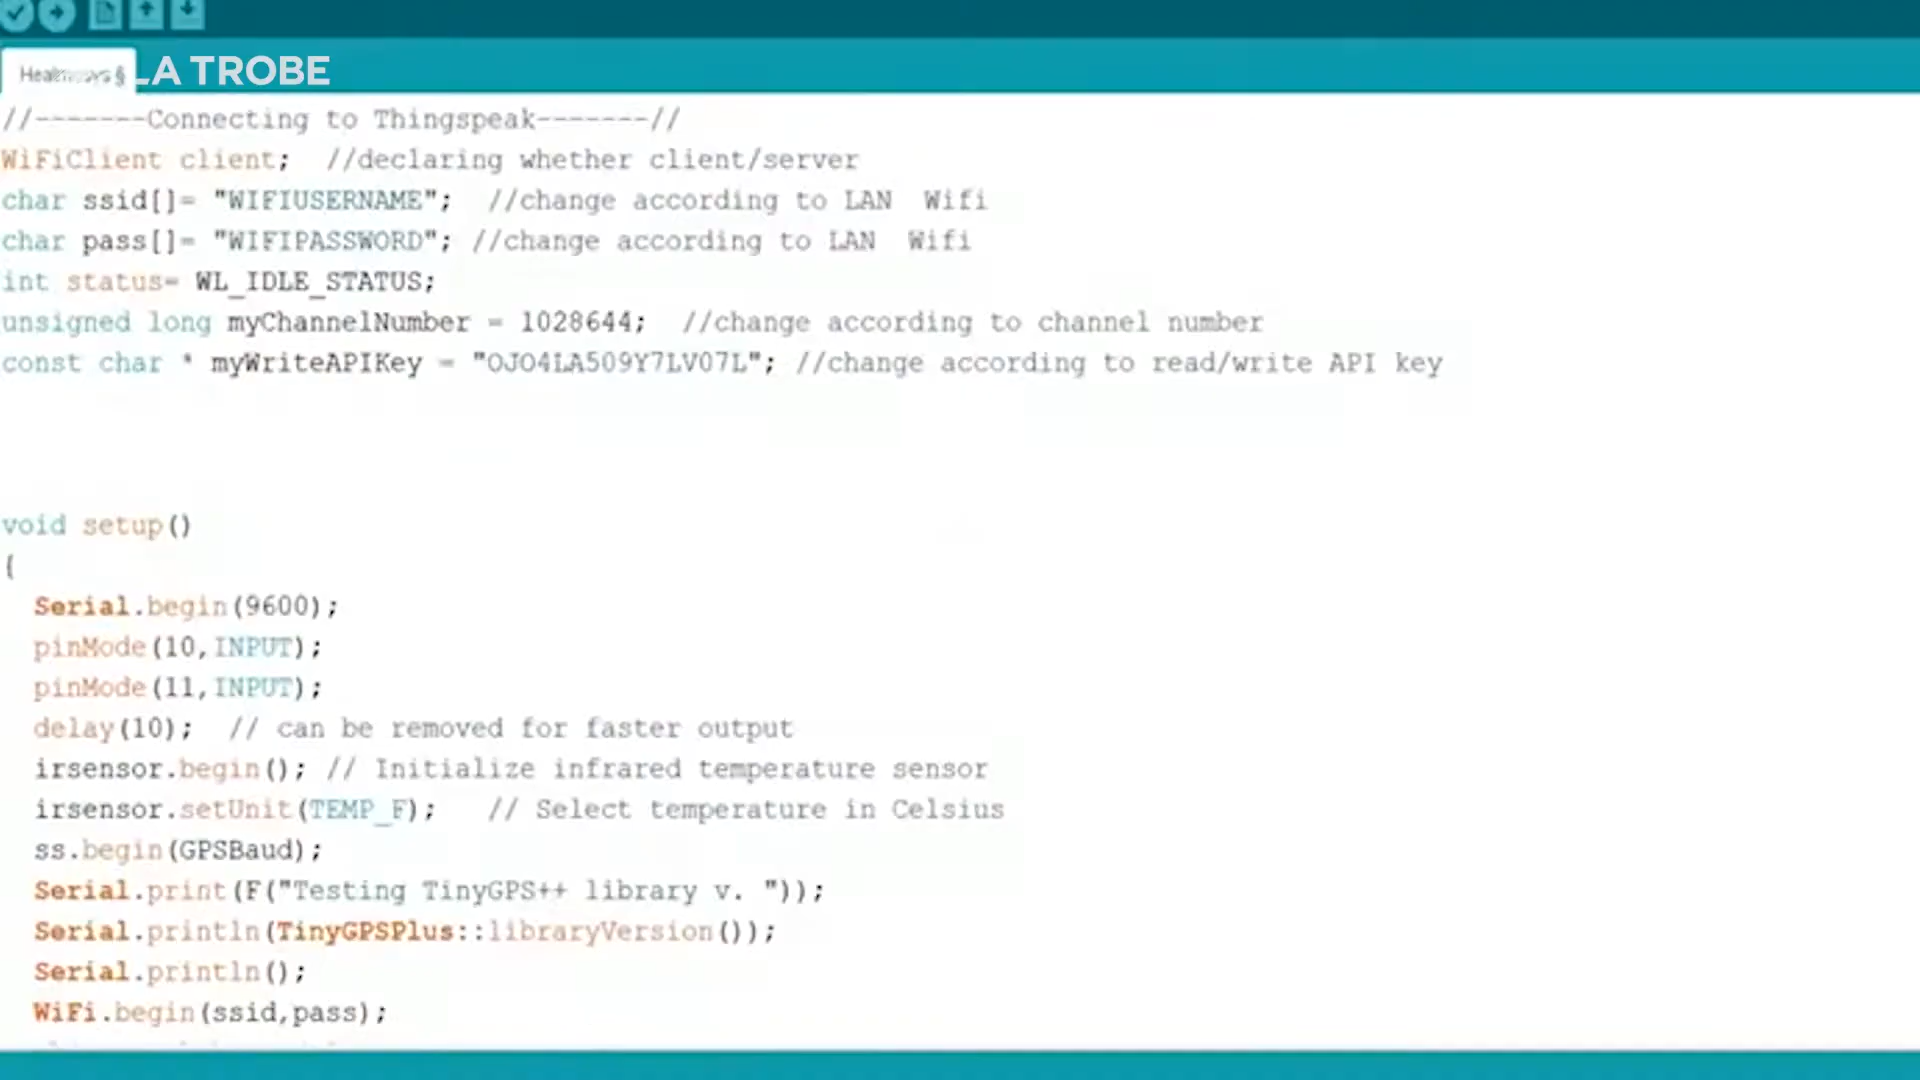 LA TROBE
//-------Connecting to Thingspeak-------//
WiFiClient client;  //declaring whether client/server
char ssid[]= "WIFIUSERNAME";  //change according to LAN  Wifi
char pass[]= "WIFIPASSWORD"; //change according to LAN  Wifi
int status= WL_IDLE_STATUS;
unsigned long myChannelNumber = 1028644;  //change according to channel number
const char * myWriteAPIKey = "OJO4LA509Y7LV07L"; //change according to read/write API key
void setup()
{
Serial.begin(9600);
pinMode(10,INPUT);
pinMode(11,INPUT);
delay(10);  // can be removed for faster output
irsensor.begin(); // Initialize infrared temperature sensor
irsensor.setUnit(TEMP_F);   // Select temperature in Celsius
ss.begin(GPSBaud);
Serial.print(F("Testing TinyGPS++ library v. "));
Serial.println(TinyGPSPlus::libraryVersion());
Serial.println();
WiFi.begin(ssid,pass);